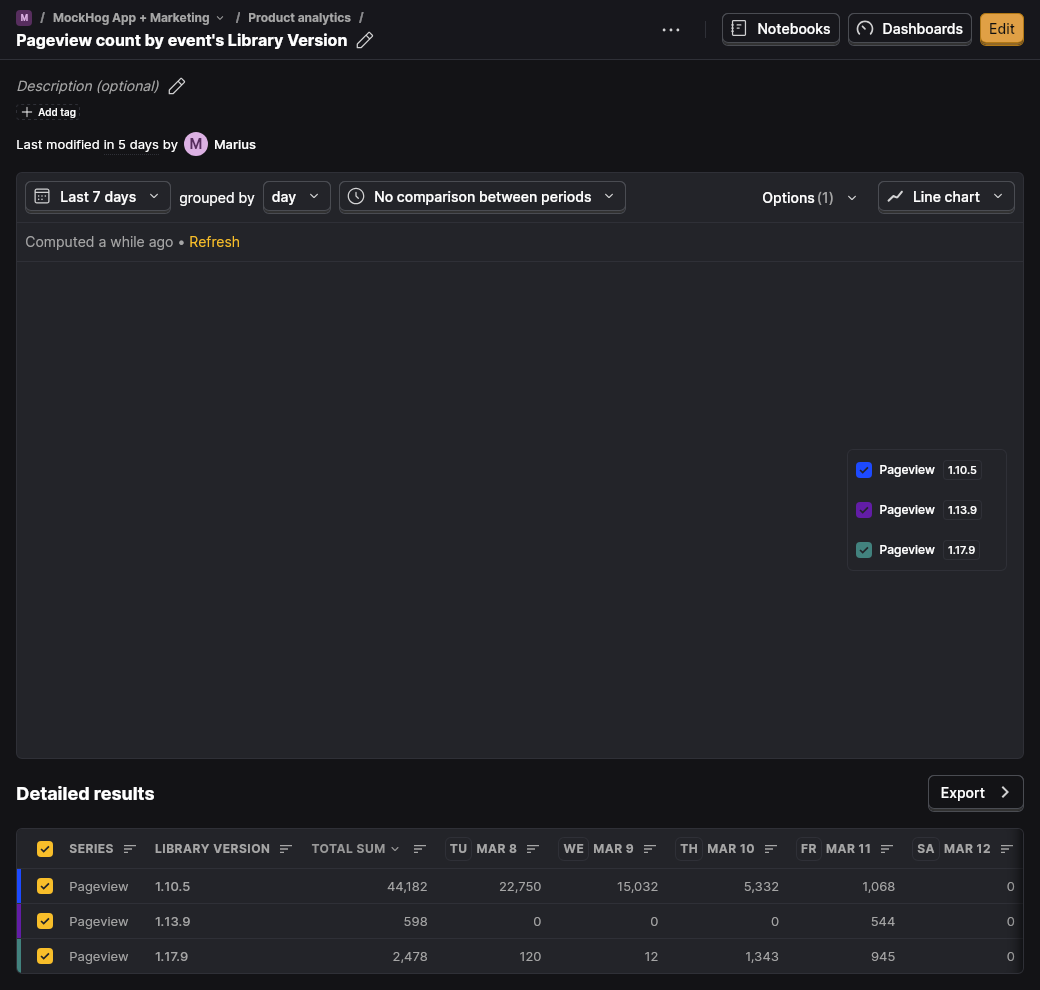 M / MockHog App + Marketing / Product analytics /
Pageview count by event's Library Version
Notebooks
Dashboards
Edit
Description (optional)
Add tag
Last modified in 5 days by M Marius
Last 7 days grouped by day No comparison between periods Options (1) Line chart
Computed a while ago • Refresh
Pageview 1.10.5
Pageview 1.13.9
Pageview 1.17.9
Detailed results
Export
SERIES LIBRARY VERSION TOTAL SUM TU MAR 8 WE MAR 9 TH MAR 10 FR MAR 11 SA MAR 12
Pageview 1.10.5 44,182 22,750 15,032 5,332 1,068 0
Pageview 1.13.9 598 0 0 0 544 0
Pageview 1.17.9 2,478 120 12 1,343 945 0